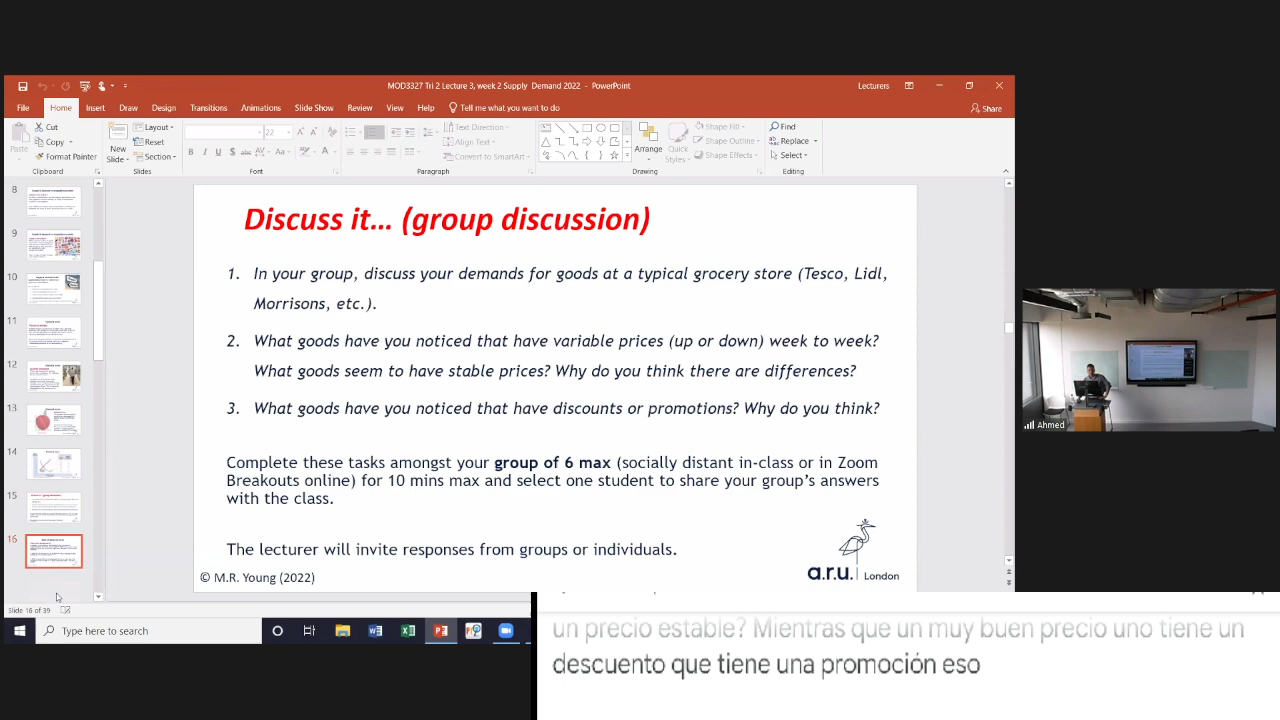 MOD3327 Tri 2 Lecture 3, week 2 Supply Demand 2022 - PowerPoint
Lecturers
File Home Insert Draw Design Transitions Animations Slide Show Review View Help Tell me what you want to do
Share
Paste
Cut
Copy
Format Painter
Clipboard
New Slide
Layout
Reset
Section
Slides
22
Font
Text Direction
Align Text
Convert to SmartArt
Paragraph
Arrange
Quick Styles
Shape Fill
Shape Outline
Shape Effects
Drawing
Find
Replace
Select
Editing
8
9
10
11
12
13
14
15
16
Discuss it... (group discussion)
1. In your group, discuss your demands for goods at a typical grocery store (Tesco, Lidl,
Morrisons, etc.).
2. What goods have you noticed that have variable prices (up or down) week to week?
What goods seem to have stable prices? Why do you think there are differences?
3. What goods have you noticed that have discounts or promotions? Why do you think?
Complete these tasks amongst your group of 6 max (socially distant in-class or in Zoom
Breakouts online) for 10 mins max and select one student to share your group's answers
with the class.
The lecturer will invite responses from groups or individuals.
© M.R. Young (2022)
a.r.u. London
Ahmed
Slide 16 of 39
Type here to search
un precio estable? Mientras que un muy buen precio uno tiene un
descuento que tiene una promoción eso